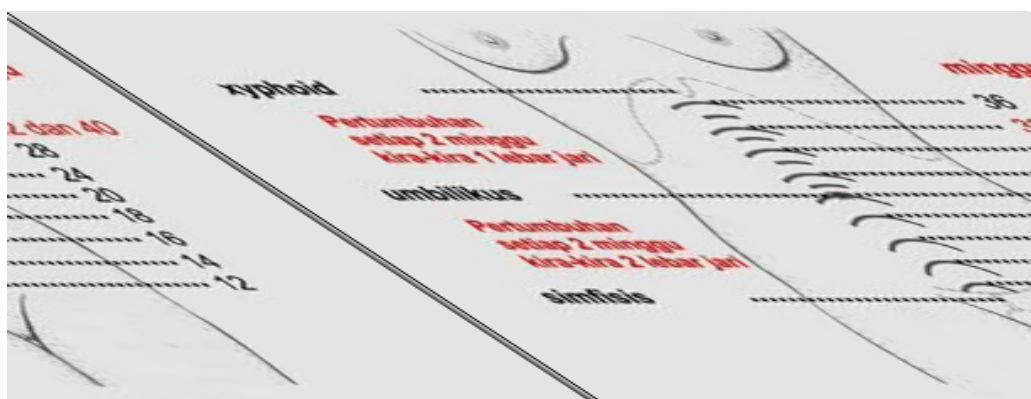 xyphoid
Pertumbuhan
setiap 2 minggu
kira-kira 1 lebar jari
umbilikus
Pertumbuhan
setiap 2 minggu
kira-kira 2 lebar jari
simfisis
minggu
36
dan 40
28
24
20
18
16
14
12